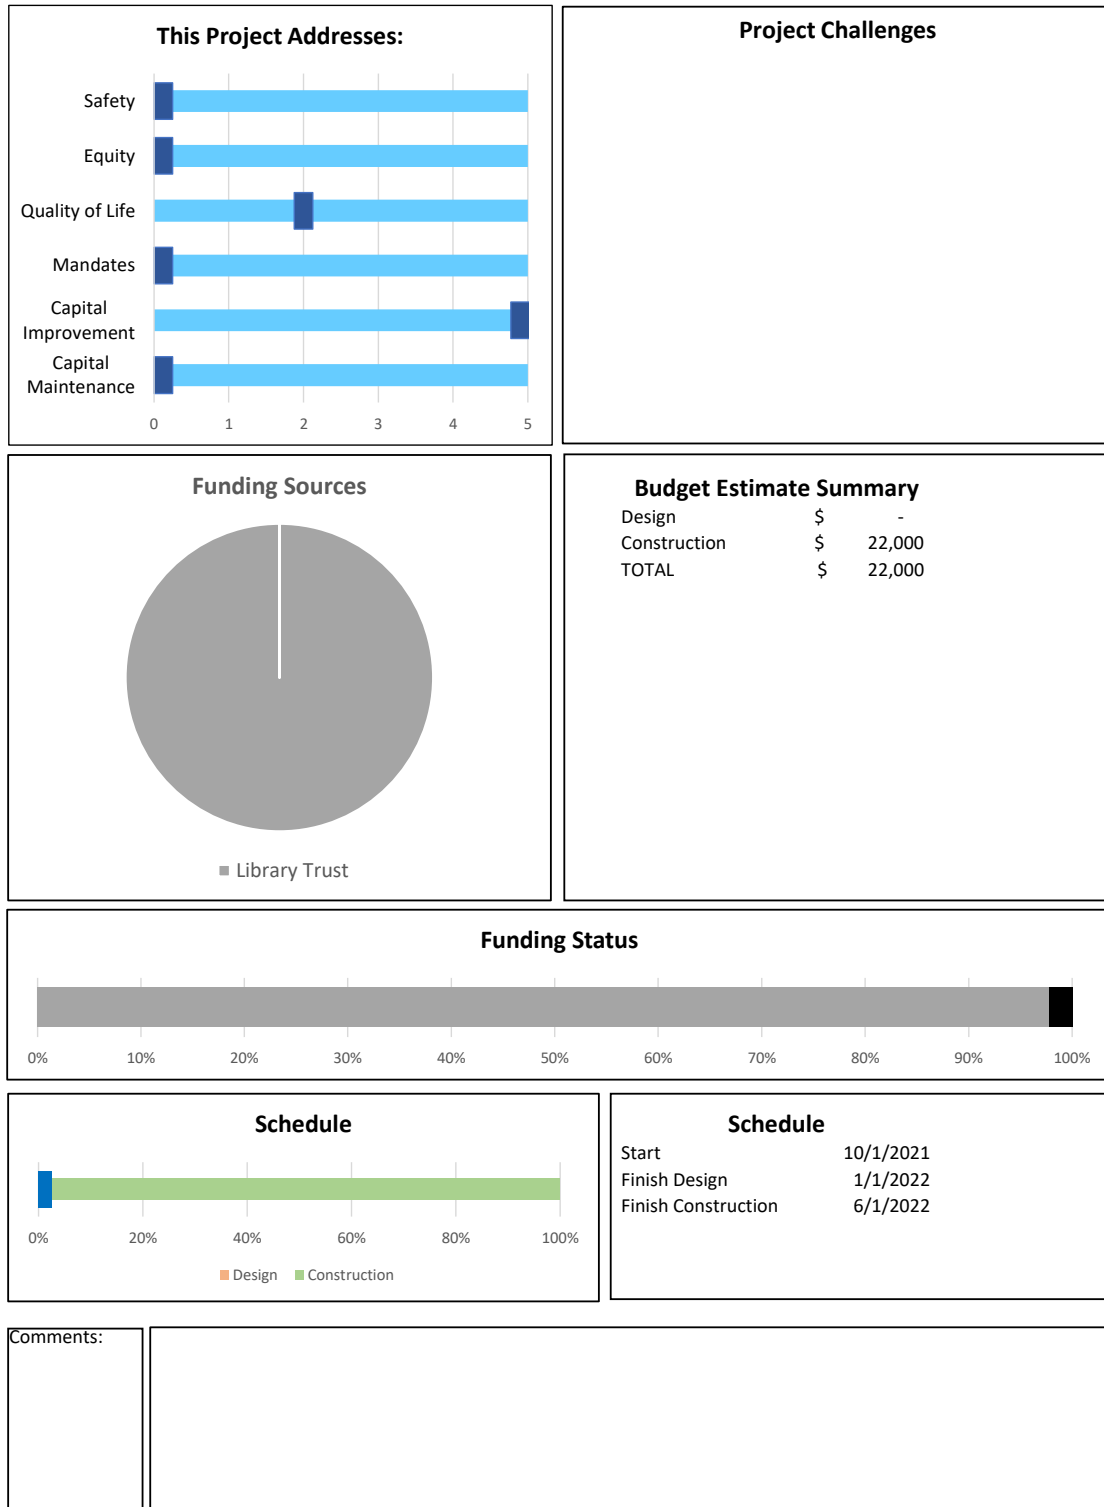 This Project Addresses:
Safety
Equity
Quality of Life
Mandates
Capital
Improvement
Capital
Maintenance
0 1 2 3 4 5
Project Challenges
Funding Sources
Library Trust
Budget Estimate Summary
Design $ -
Construction $ 22,000
TOTAL $ 22,000
Funding Status
0% 10% 20% 30% 40% 50% 60% 70% 80% 90% 100%
Schedule
0% 20% 40% 60% 80% 100%
Design Construction
Schedule
Start 10/1/2021
Finish Design 1/1/2022
Finish Construction 6/1/2022
Comments: